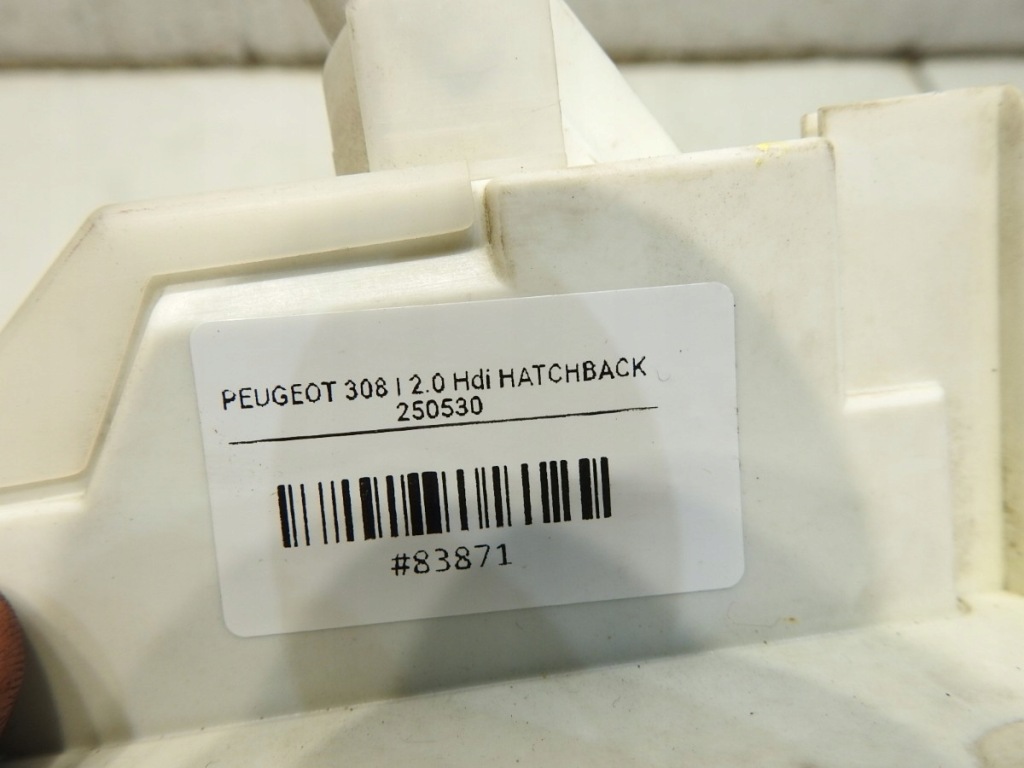 PEUGEOT 308 I 2.0 Hdi HATCHBACK
250530
#83871